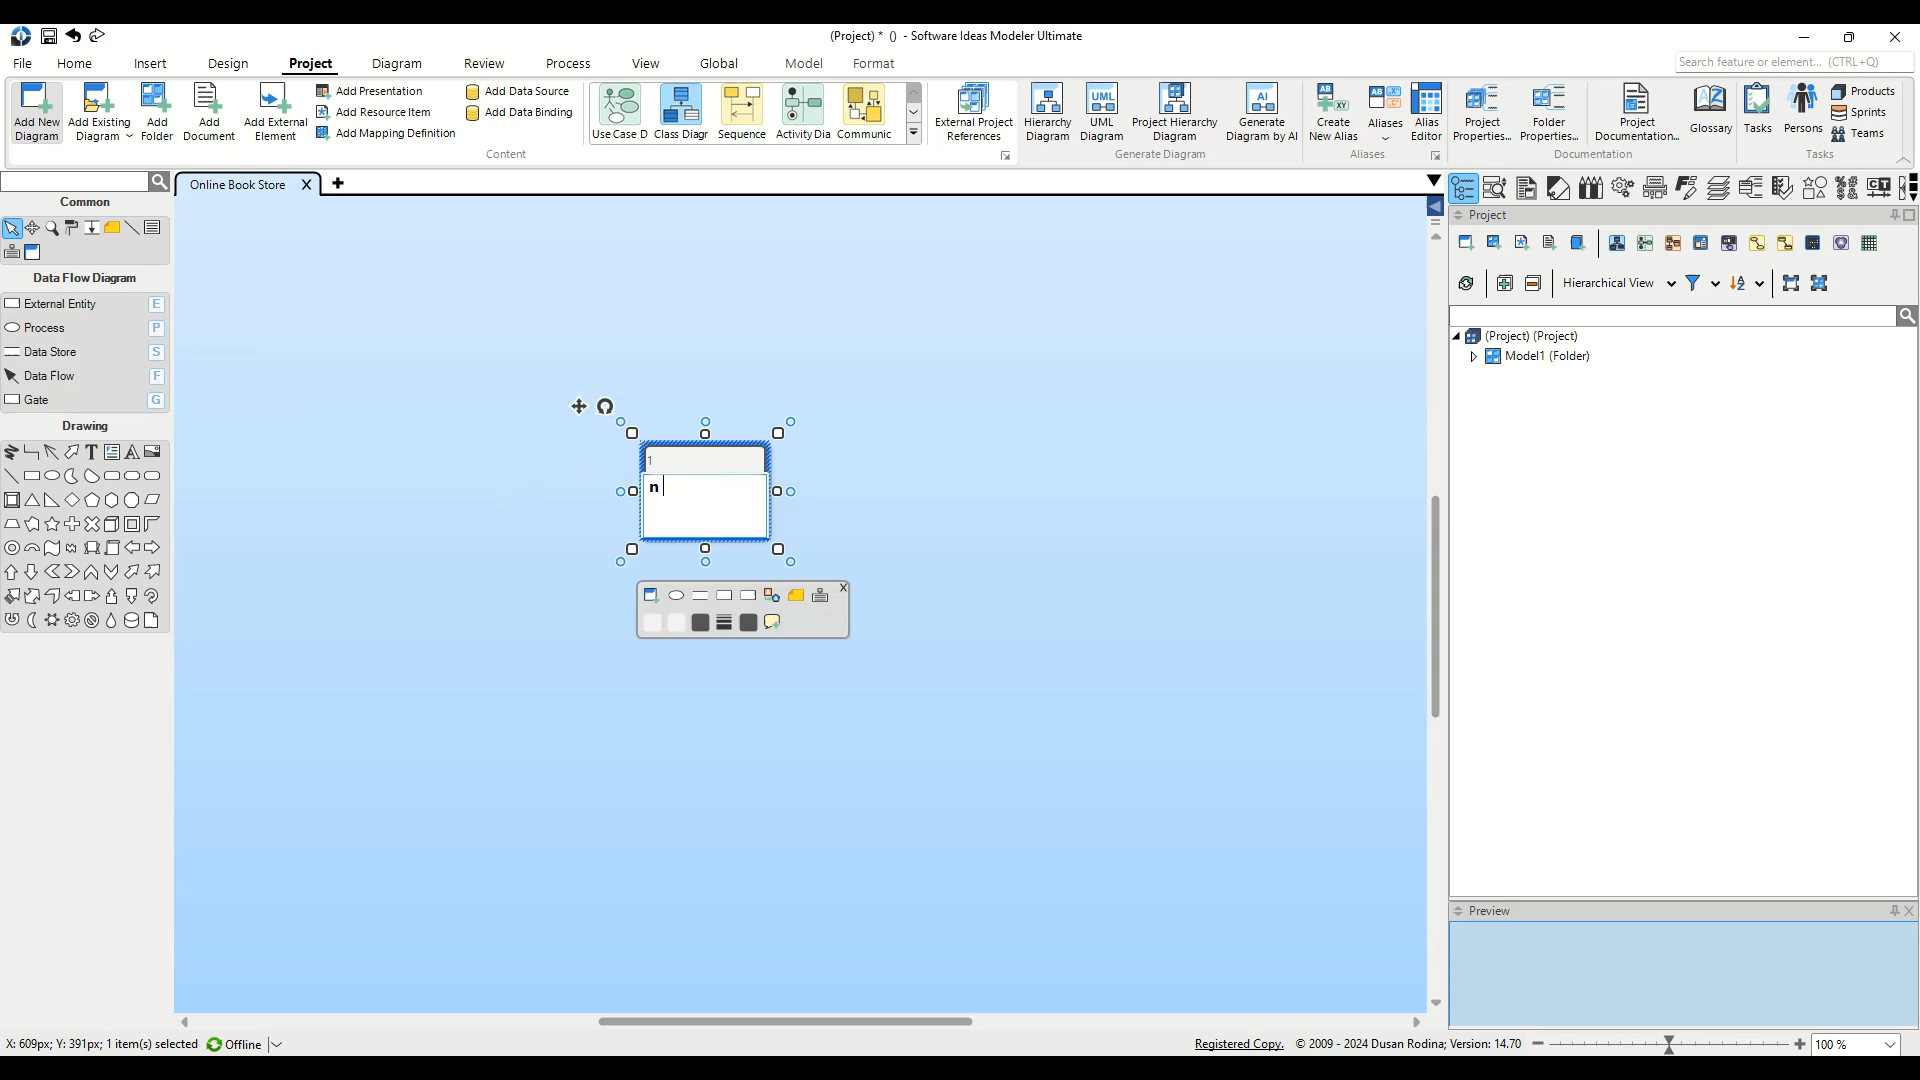 (Project) * () - Software Ideas Modeler Ultimate
File Home Insert Design Project Diagram Review Process View Global Model Format
Search feature or element... (CTRL+Q)
Add New Diagram
Add Existing Diagram
Add Folder
Add Document
Add External Element
Add Presentation
Add Resource Item
Add Mapping Definition
Add Data Source
Add Data Binding
Content
Use Case D
Class Diagr
Sequence
Activity Dia
Communic
External Project References
Hierarchy Diagram
UML
UML Diagram
Project Hierarchy Diagram
AI
Generate Diagram by AI
Generate Diagram
Create New Alias
Aliases
Alias Editor
Aliases
Project Properties...
Folder Properties...
Project Documentation...
Glossary
Documentation
Tasks
Persons
Products
Sprints
Teams
Tasks
Online Book Store X
Common
Data Flow Diagram
External Entity E
Process P
Data Store S
Data Flow F
Gate G
Drawing
1
n
Project
Hierarchical View
(Project) (Project)
Model1 (Folder)
Preview
X: 609px; Y: 391px; 1 item(s) selected
Offline
Registered Copy. © 2009 - 2024 Dusan Rodina; Version: 14.70
100 %